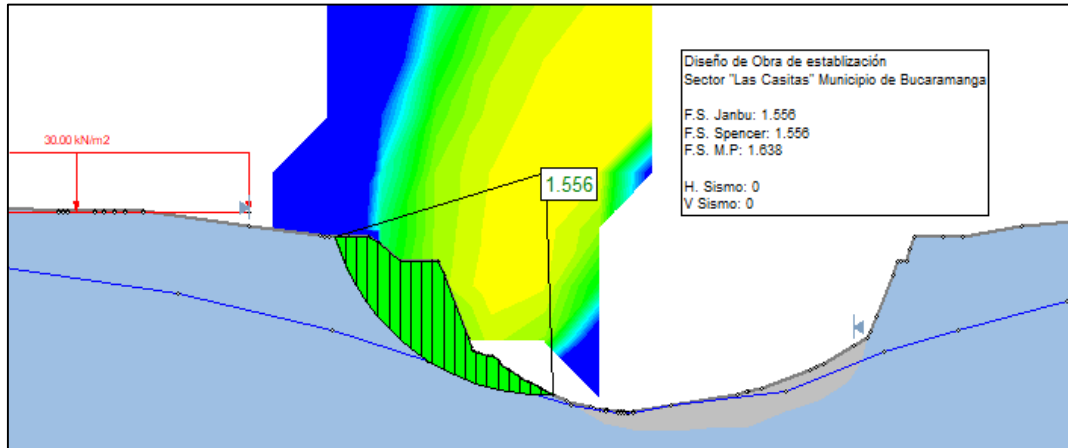 Diseño de Obra de establización
Sector "Las Casitas" Municipio de Bucaramanga
F.S. Janbu: 1.556
F.S. Spencer: 1.556
F.S. M.P: 1.638
H. Sismo: 0
V Sismo: 0
30.00 kN/m2
1.556